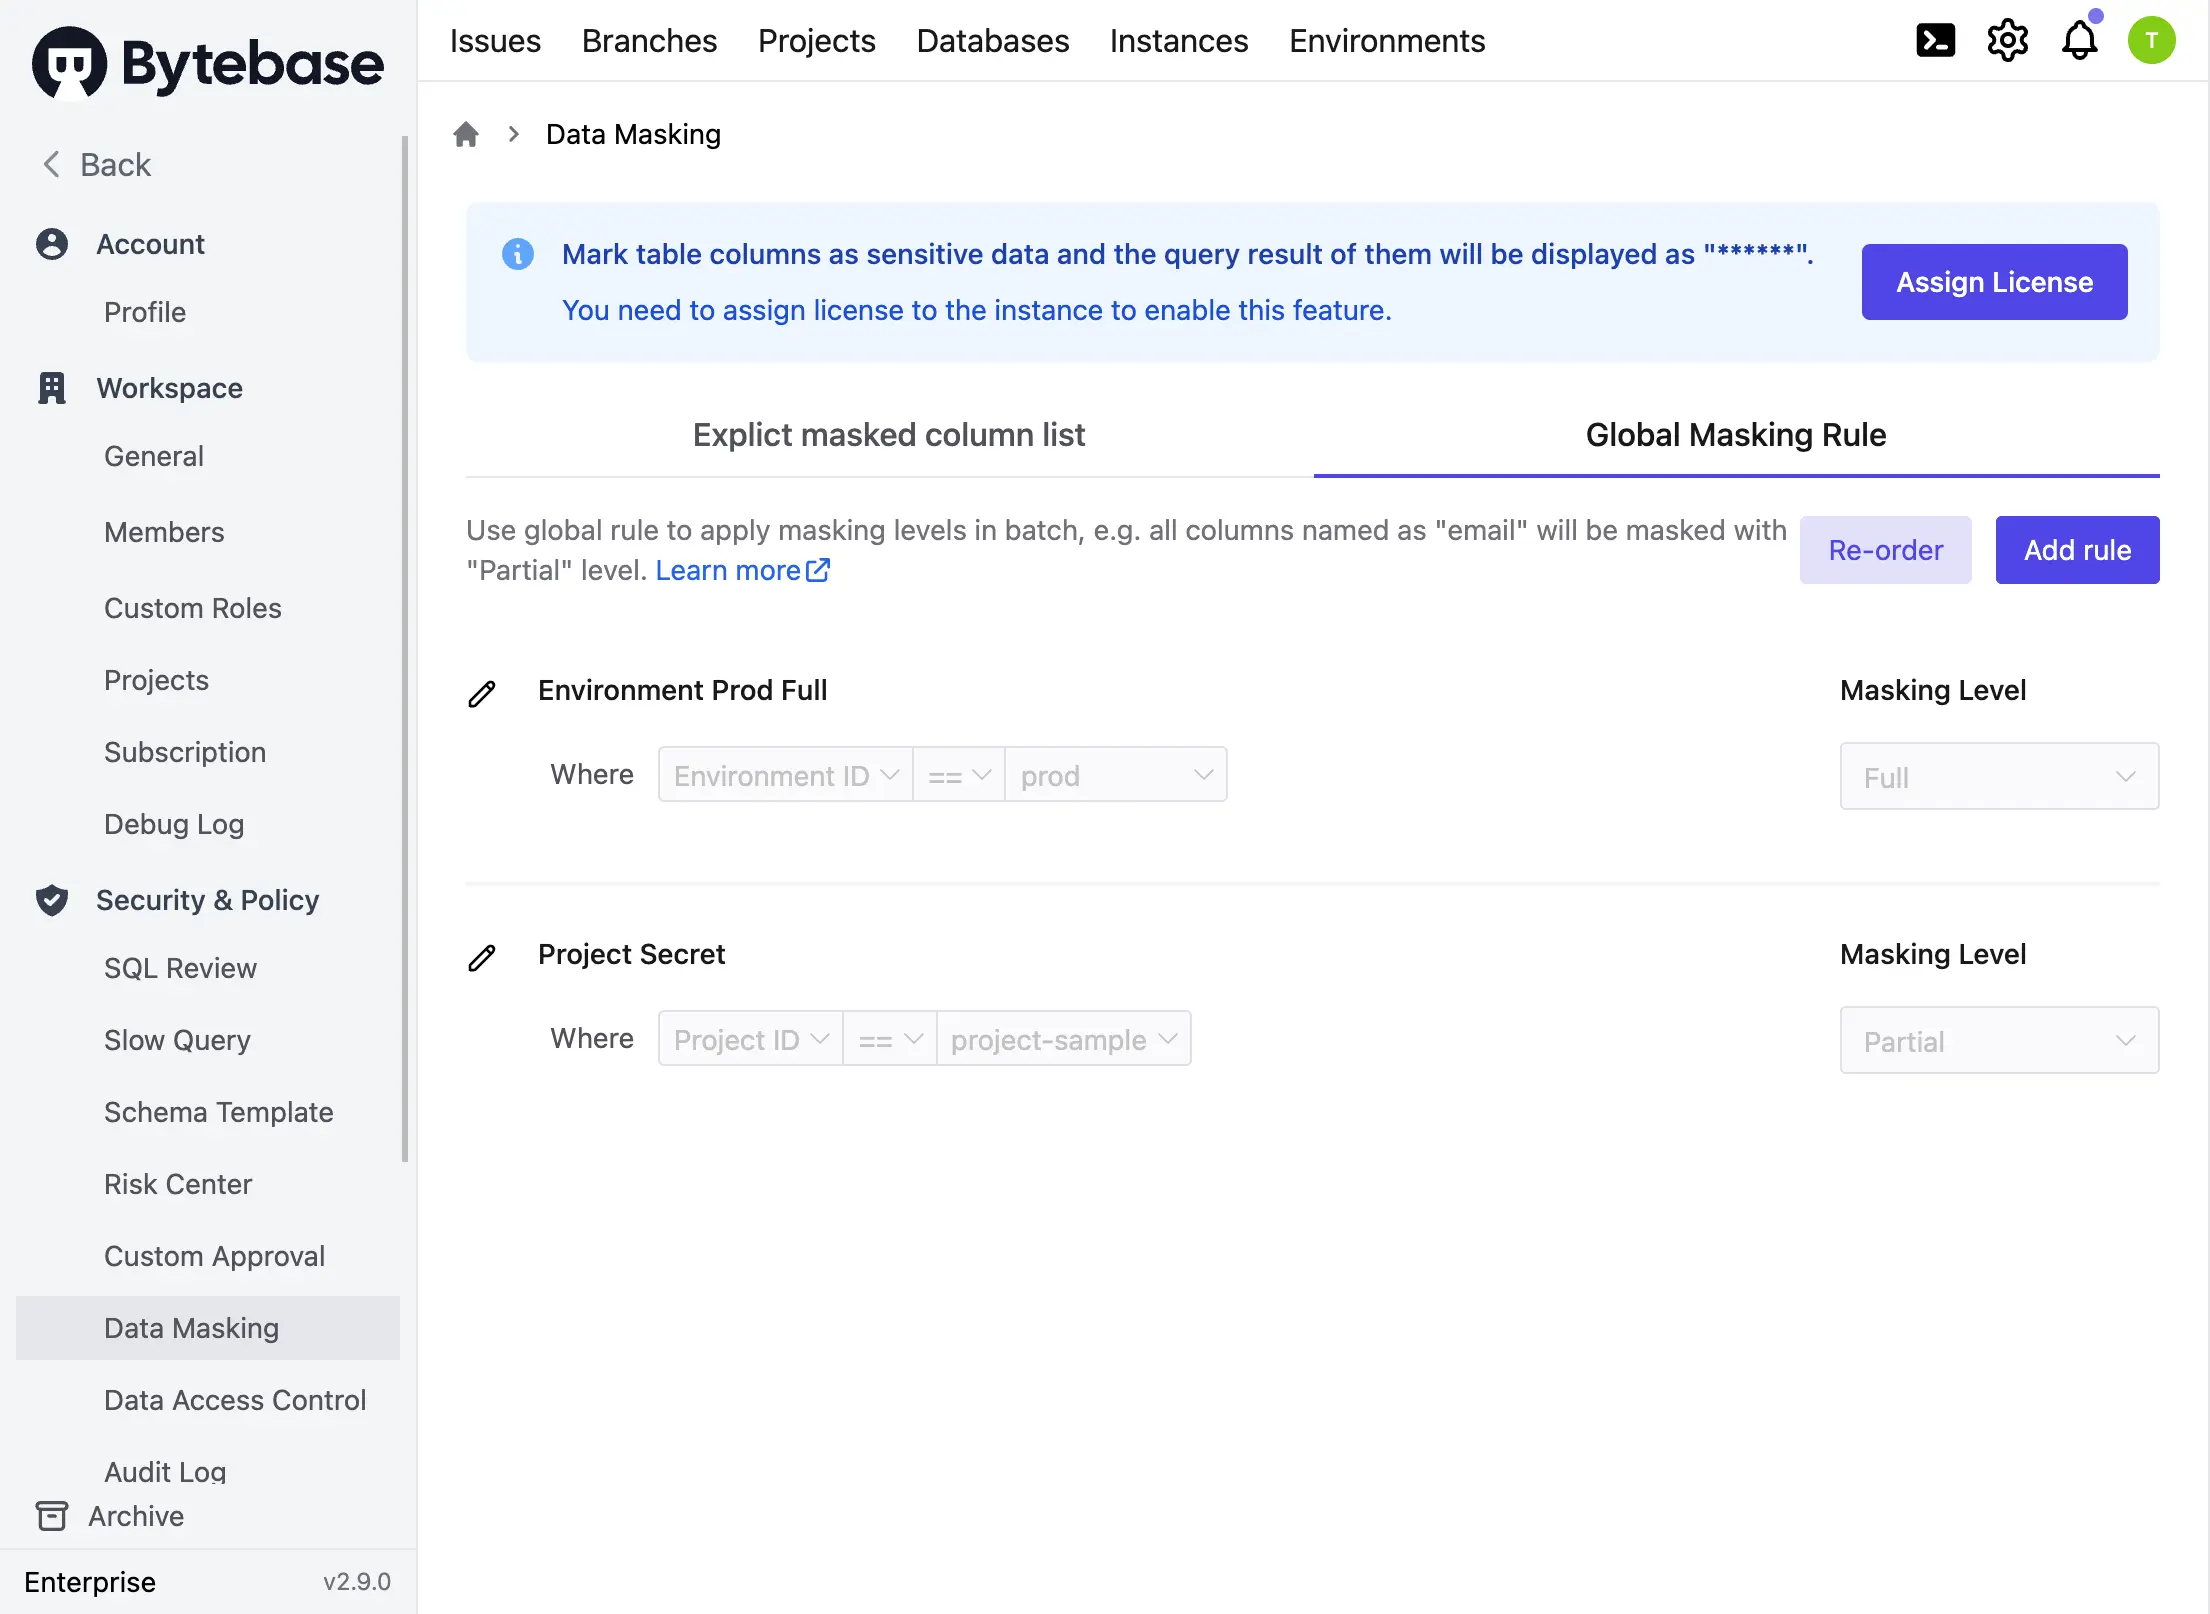 Bytebase
Issues
Branches
Projects
Databases
Instances
Environments
T
Back
Account
Profile
Workspace
General
Members
Custom Roles
Projects
Subscription
Debug Log
Security & Policy
SQL Review
Slow Query
Schema Template
Risk Center
Custom Approval
Data Masking
Data Access Control
Audit Log
Archive
Enterprise
v2.9.0
Data Masking
Mark table columns as sensitive data and the query result of them will be displayed as "******".
You need to assign license to the instance to enable this feature.
Assign License
Explict masked column list
Global Masking Rule
Use global rule to apply masking levels in batch, e.g. all columns named as "email" will be masked with
"Partial" level. Learn more
Re-order
Add rule
Environment Prod Full
Masking Level
Where
Environment ID
==
prod
Full
Project Secret
Masking Level
Where
Project ID
==
project-sample
Partial